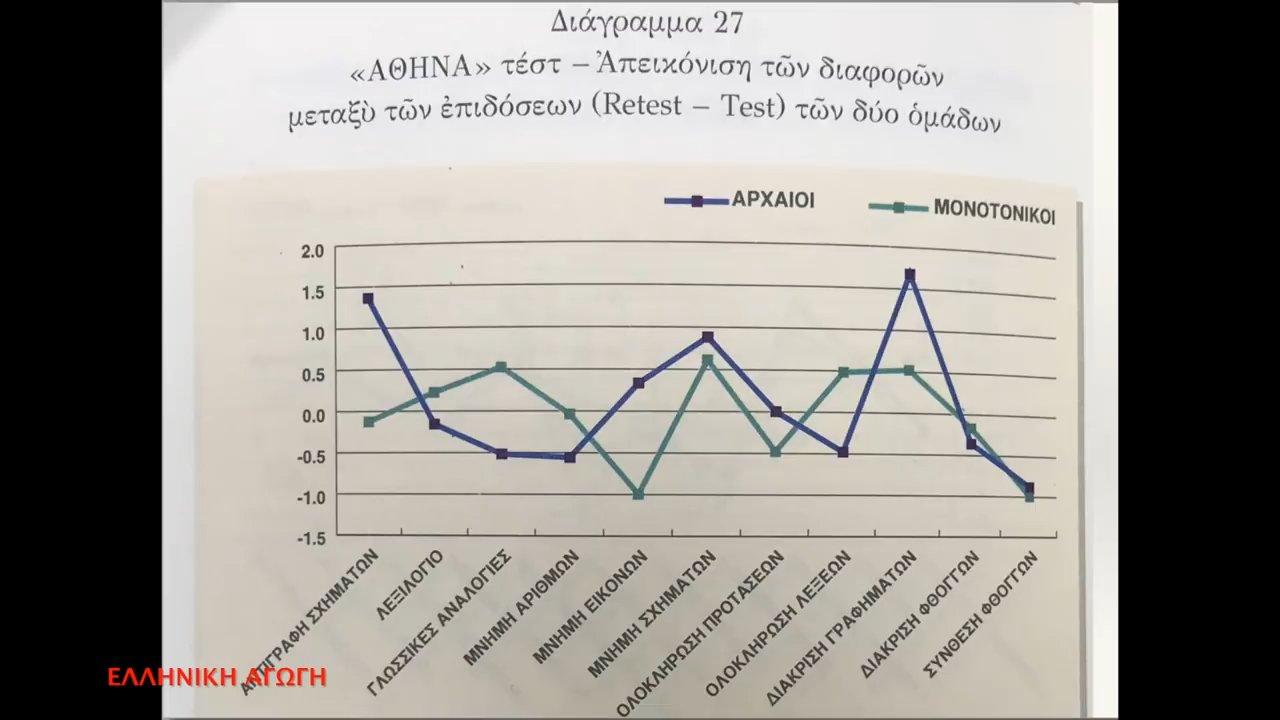 Διάγραμμα 27
«ΑΘΗΝΑ» τέστ – Ἀπεικόνιση τῶν διαφορῶν
μεταξὺ τῶν ἐπιδόσεων (Retest – Test) τῶν δύο ὁμάδων
ΑΡΧΑΙΟΙ
ΜΟΝΟΤΟΝΙΚΟΙ
2.0
1.5
1.0
0.5
0.0
-0.5
-1.0
-1.5
ΑΝΤΙΓΡΑΦΗ ΣΧΗΜΑΤΩΝ
ΛΕΞΙΛΟΓΙΟ
ΓΛΩΣΣΙΚΕΣ ΑΝΑΛΟΓΙΕΣ
ΜΝΗΜΗ ΑΡΙΘΜΩΝ
ΜΝΗΜΗ ΕΙΚΟΝΩΝ
ΜΝΗΜΗ ΣΧΗΜΑΤΩΝ
ΟΛΟΚΛΗΡΩΣΗ ΠΡΟΤΑΣΕΩΝ
ΟΛΟΚΛΗΡΩΣΗ ΛΕΞΕΩΝ
ΔΙΑΚΡΙΣΗ ΓΡΑΦΗΜΑΤΩΝ
ΔΙΑΚΡΙΣΗ ΦΘΟΓΓΩΝ
ΣΥΝΘΕΣΗ ΦΘΟΓΓΩΝ
ΕΛΛΗΝΙΚΗ ΑΓΩΓΗ